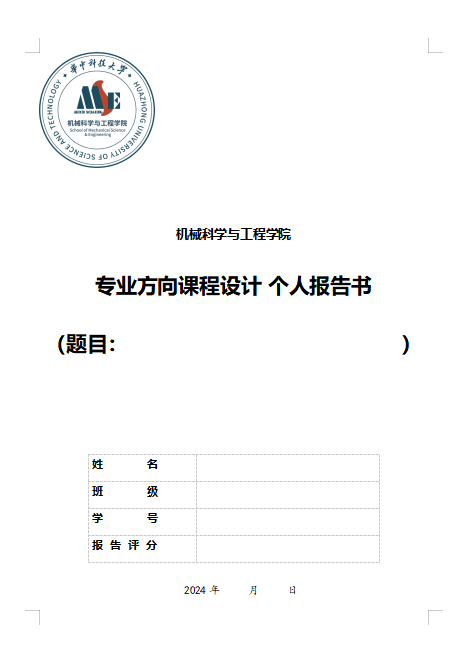 华中科技大学
HUAZHONG UNIVERSITY OF SCIENCE AND TECHNOLOGY
MSE
机械科学与工程学院
School of Mechanical Science
& Engineering
机械科学与工程学院
专业方向课程设计 个人报告书
（题目： ）
姓 名
班 级
学 号
报 告 评 分
2024 年 月 日